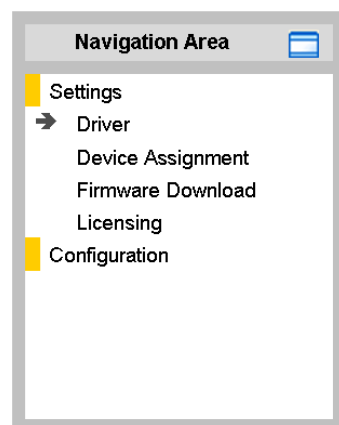 Navigation Area
Settings
Driver
Device Assignment
Firmware Download
Licensing
Configuration